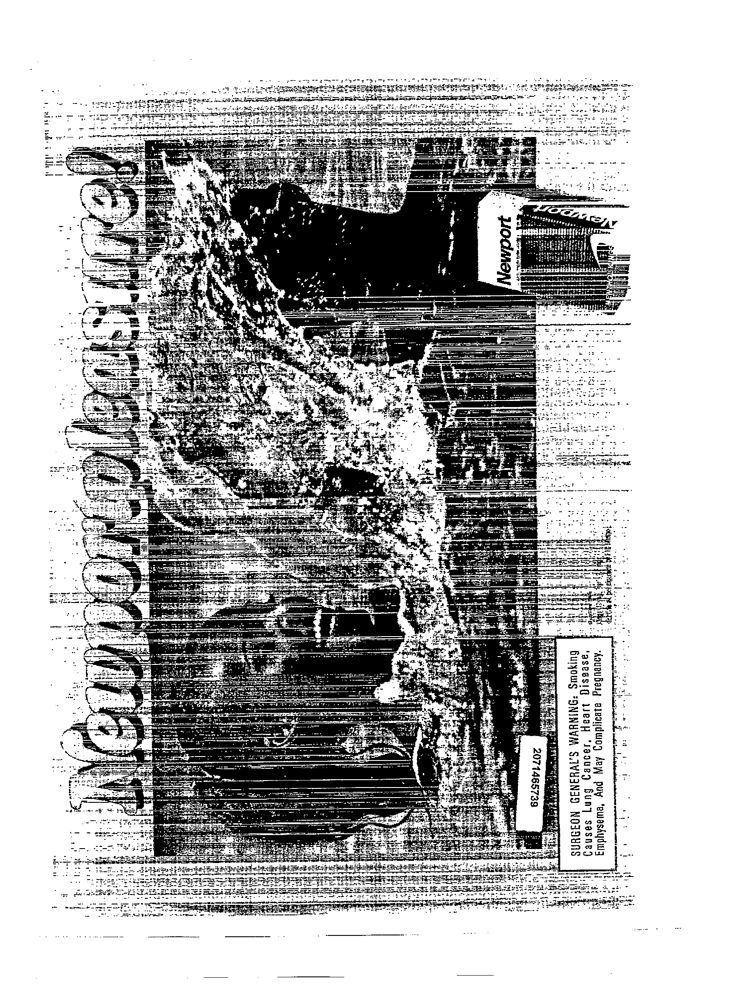 Newport pleasure!
Newport
Newport
SURGEON GENERAL'S WARNING: Smoking
Causes Lung Cancer, Heart Disease,
Emphysema, And May Complicate Pregnancy.
2071465739